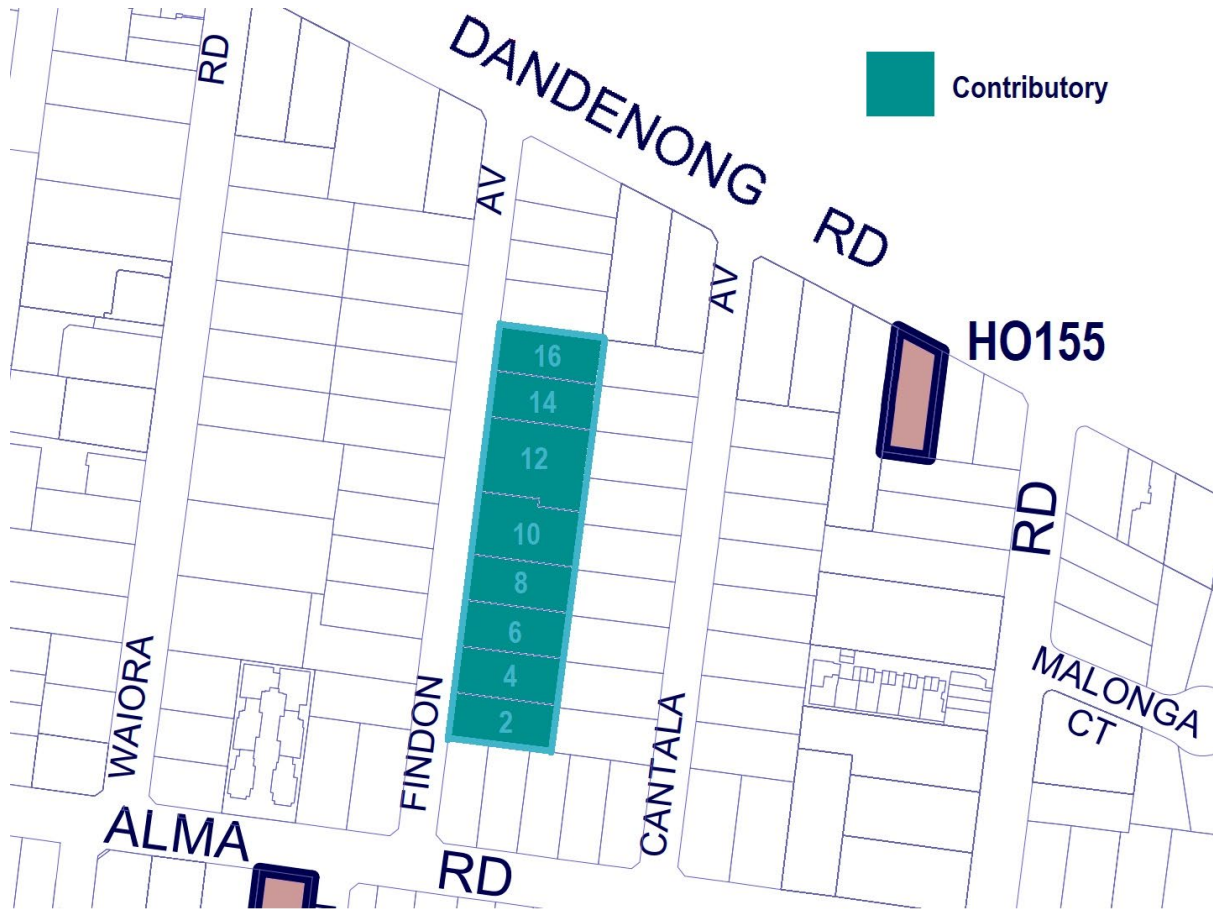 DANDENONG RD
Contributory
RD
AV
AV
HO155
16
14
12
10
8
6
4
2
RD
WAIORA
FINDON
CANTALA
MALONGA
CT
ALMA RD